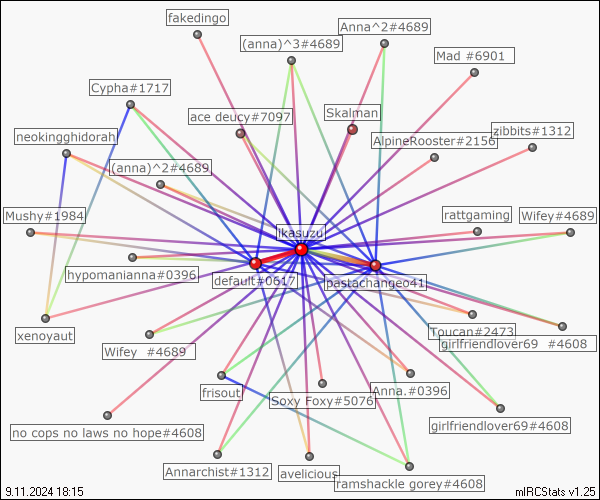 fakedingo
Anna^2#4689
(anna)^3#4689
Mad #6901
Cypha#1717
ace deucy#7097
Skalman
zibbits#1312
neokingghidorah
AlpineRooster#2156
(anna)^2#4689
Mushy#1984
rattgaming
Wifey#4689
ikasuzu
hypomanianna#0396
default#0617
pastachangeo41
xenoyaut
Toucan#2473
girlfriendlover69 #4608
Wifey #4689
frisout
Soxy Foxy#5076
Anna.#0396
no cops no laws no hope#4608
girlfriendlover69#4608
Annarchist#1312
avelicious
ramshackle gorey#4608
9.11.2024 18:15
mIRCStats v1.25